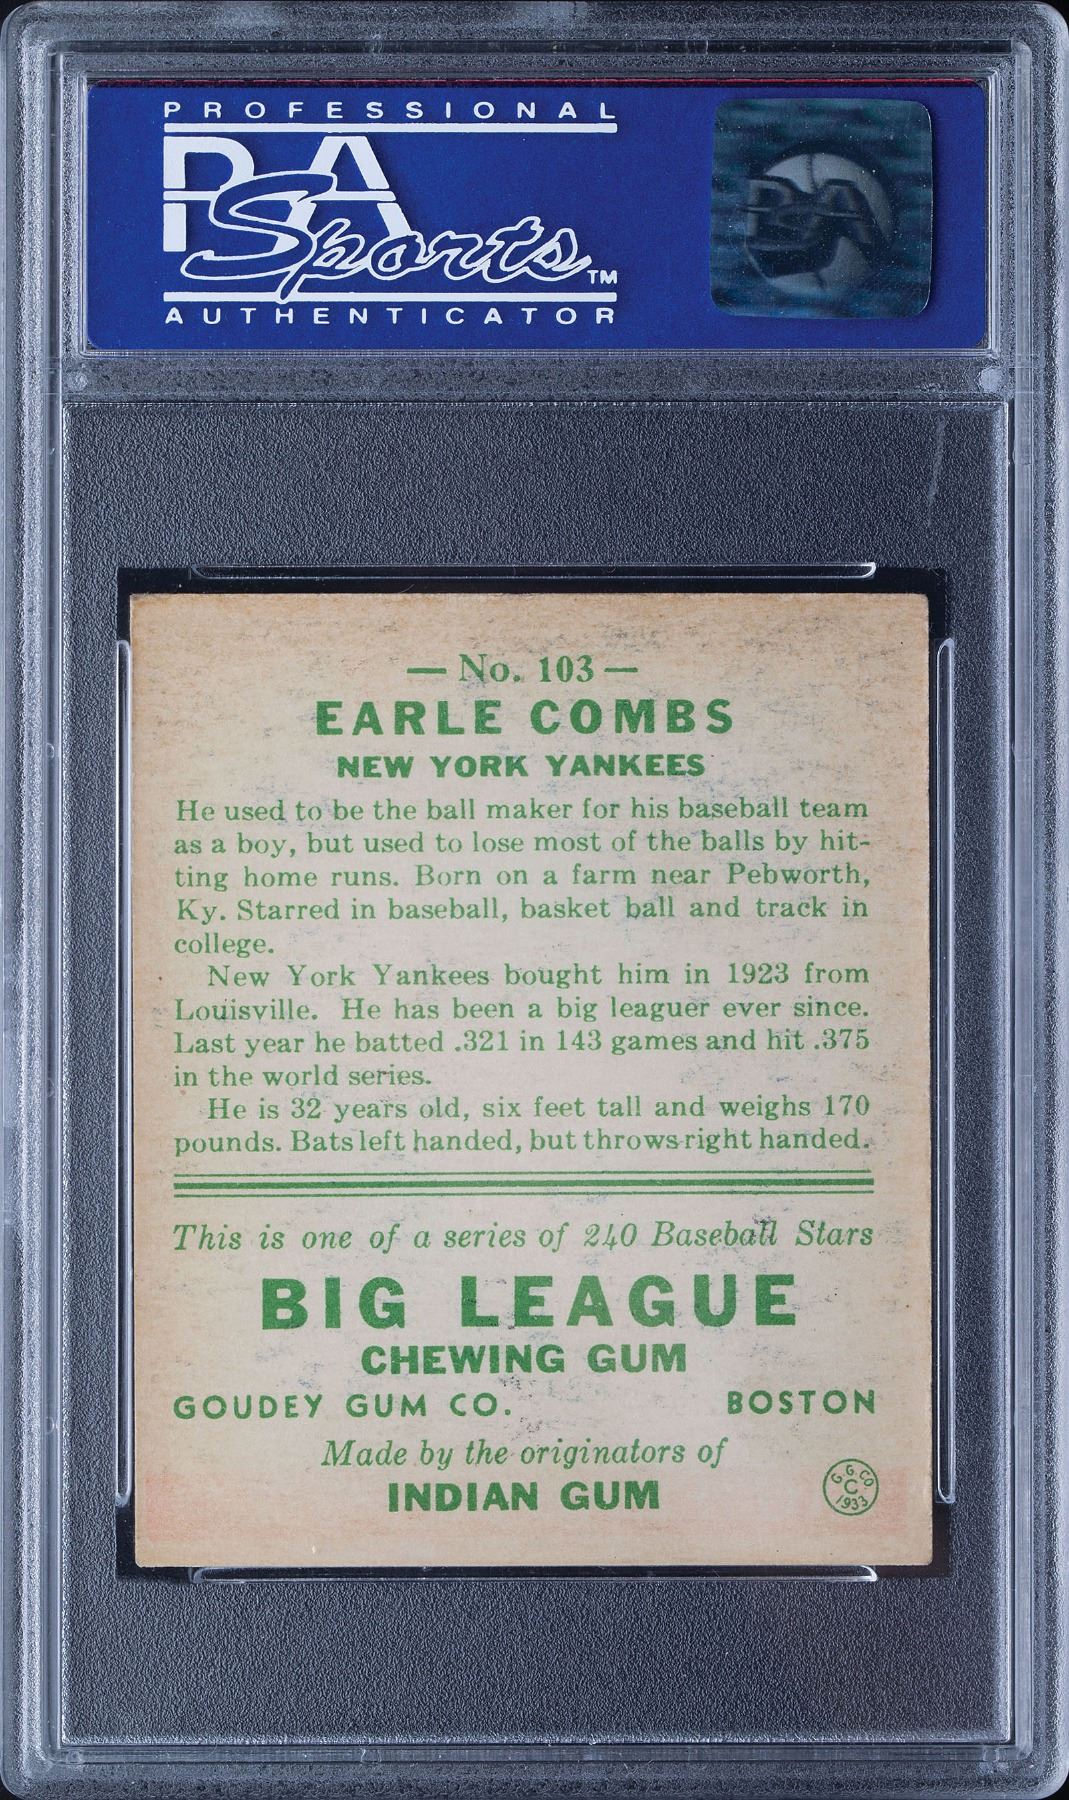 PROFESSIONAL
PSA
Sports™
AUTHENTICATOR
PSA
— No. 103 —
EARLE COMBS
NEW YORK YANKEES
He used to be the ball maker for his baseball team
as a boy, but used to lose most of the balls by hit-
ting home runs. Born on a farm near Pebworth,
Ky. Starred in baseball, basket ball and track in
college.
New York Yankees bought him in 1923 from
Louisville. He has been a big leaguer ever since.
Last year he batted .321 in 143 games and hit .375
in the world series.
He is 32 years old, six feet tall and weighs 170
pounds. Bats left handed, but throws right handed.
This is one of a series of 240 Baseball Stars
BIG LEAGUE
CHEWING GUM
GOUDEY GUM CO. BOSTON
Made by the originators of
INDIAN GUM
G.G.CO
C
1933